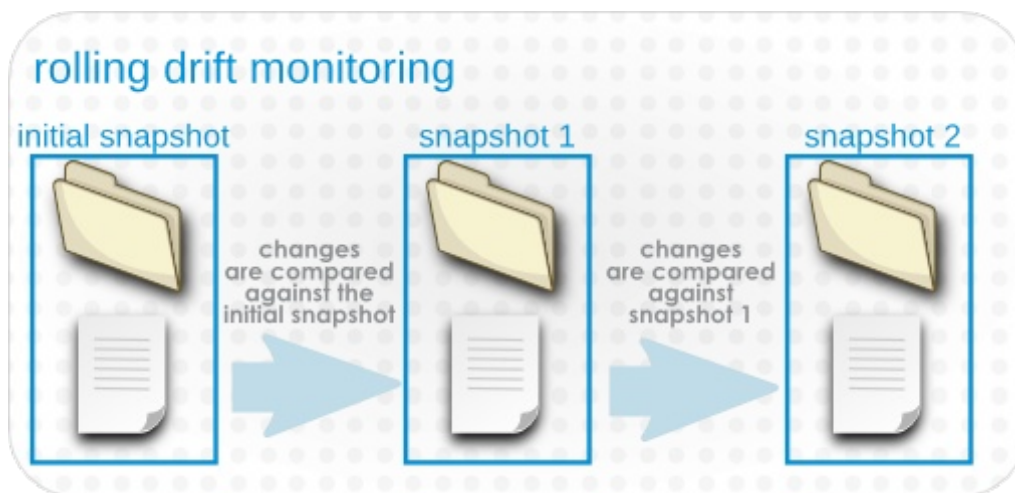 rolling drift monitoring
initial snapshot
snapshot 1
snapshot 2
changes
are compared
against the
initial snapshot
changes
are compared
against
snapshot 1